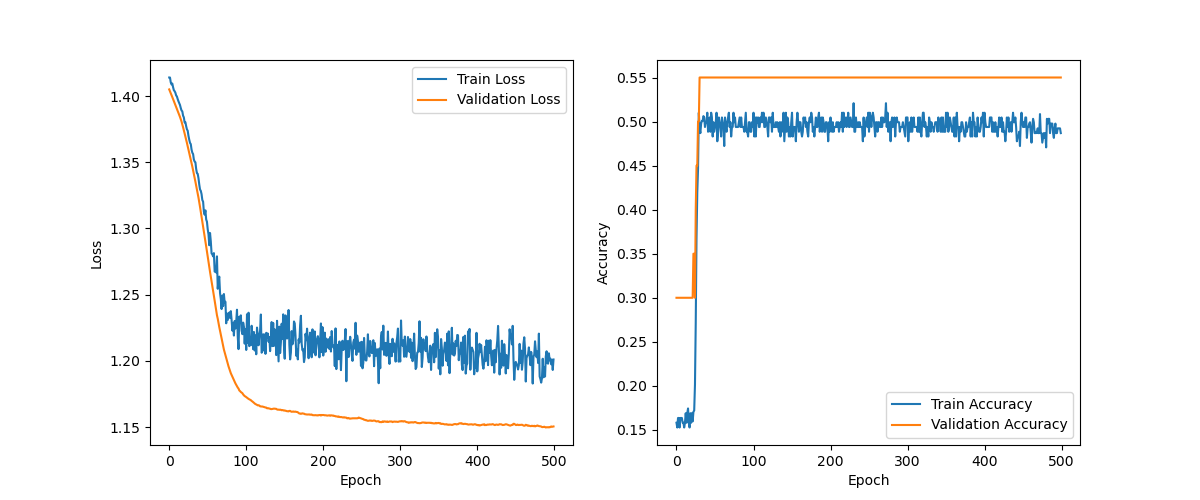 Train Loss
Validation Loss
1.40
1.35
1.30
1.25
1.20
1.15
Loss
0 100 200 300 400 500
Epoch
0.55
0.50
0.45
0.40
0.35
0.30
0.25
0.20
0.15
Accuracy
Train Accuracy
Validation Accuracy
0 100 200 300 400 500
Epoch